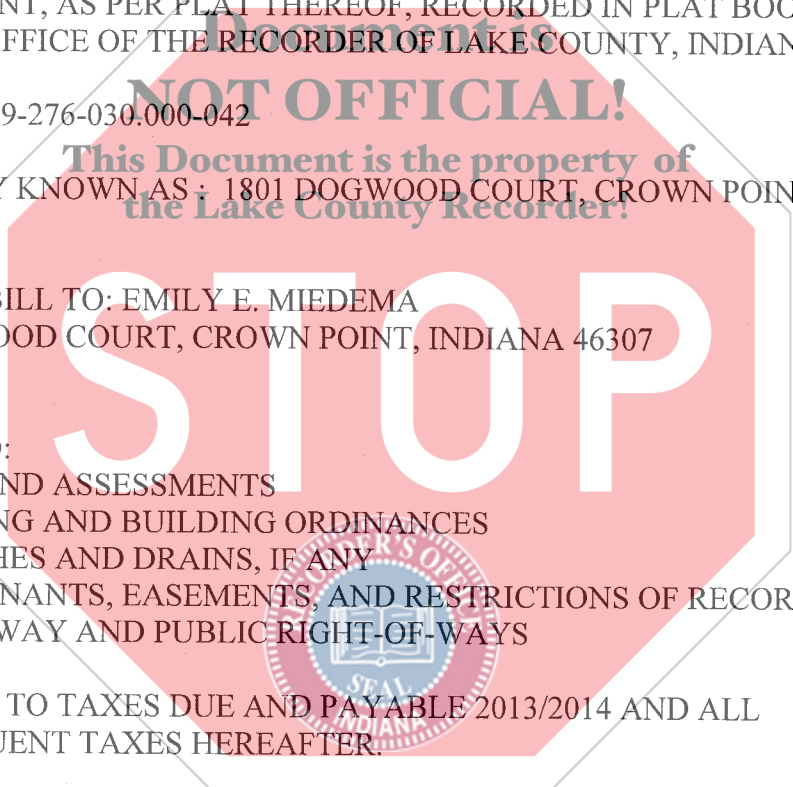 NT, AS PER PLAT THEREOF, RECORDED IN PLAT BOO
Document is
FFICE OF THE RECORDER OF LAKE COUNTY, INDIAN
NOT OFFICIAL!
9-276-030.000-042
This Document is the property of
Y KNOWN AS : 1801 DOGWOOD COURT, CROWN POIN
the Lake County Recorder!
BILL TO: EMILY E. MIEDEMA
OOD COURT, CROWN POINT, INDIANA 46307
STOP
:
ND ASSESSMENTS
NG AND BUILDING ORDINANCES
HES AND DRAINS, IF ANY
NANTS, EASEMENTS, AND RESTRICTIONS OF RECOR
WAY AND PUBLIC RIGHT-OF-WAYS
RECORDER'S OFFICE
SEAL
INDIANA
TO TAXES DUE AND PAYABLE 2013/2014 AND ALL
UENT TAXES HEREAFTER.